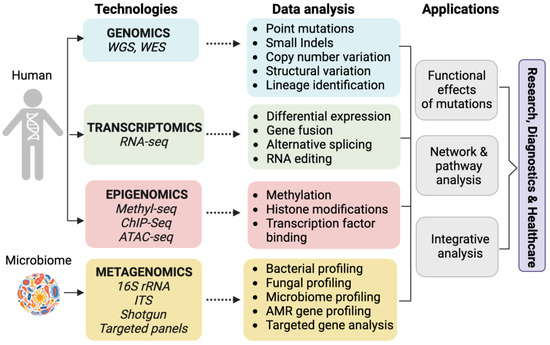 Technologies
Data analysis
Applications
Human
GENOMICS
WGS, WES
• Point mutations
• Small Indels
• Copy number variation
• Structural variation
• Lineage identification
TRANSCRIPTOMICS
RNA-seq
• Differential expression
• Gene fusion
• Alternative splicing
• RNA editing
EPIGENOMICS
Methyl-seq
ChIP-Seq
ATAC-seq
• Methylation
• Histone modifications
• Transcription factor
binding
Microbiome
METAGENOMICS
16S rRNA
ITS
Shotgun
Targeted panels
• Bacterial profiling
• Fungal profiling
• Microbiome profiling
• AMR gene profiling
• Targeted gene analysis
Functional
effects
of mutations
Network &
pathway
analysis
Integrative
analysis
Research, Diagnostics & Healthcare